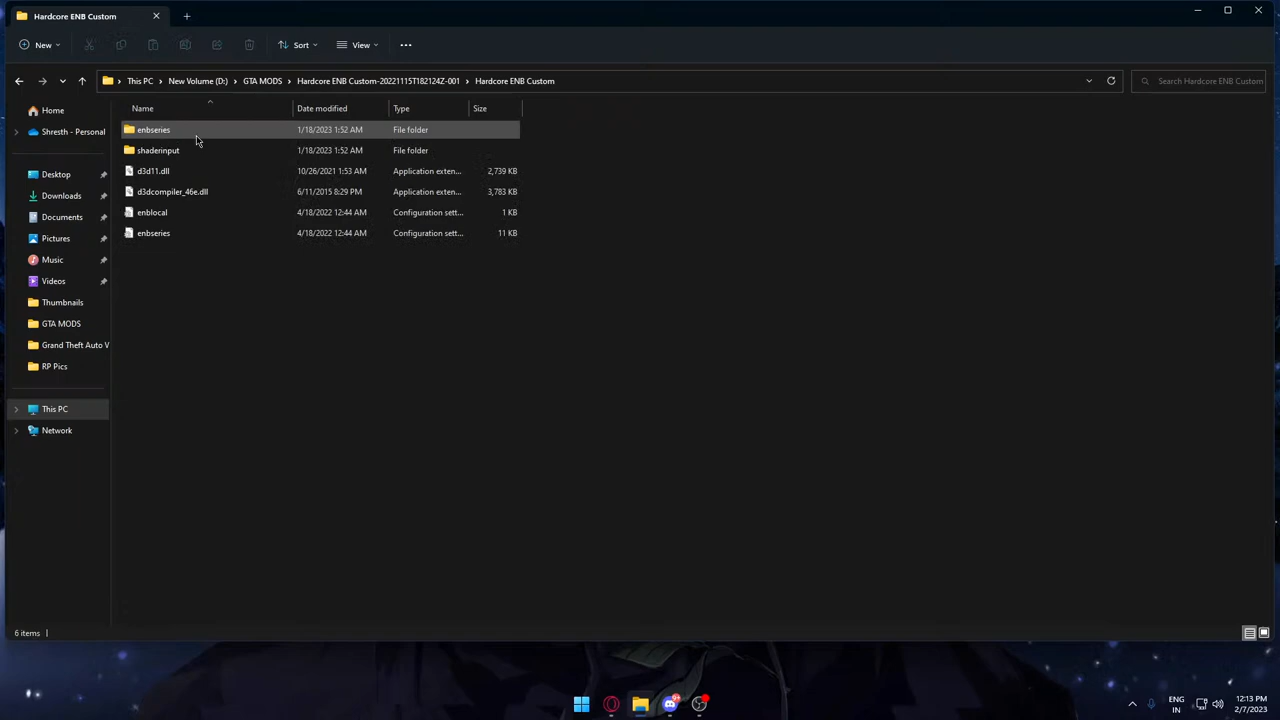 Hardcore ENB Custom
New
Sort
View
This PC
New Volume (D:)
GTA MODS
Hardcore ENB Custom-20221115T182124Z-001
Hardcore ENB Custom
Search Hardcore ENB Custom
Home
Shresth - Personal
Desktop
Downloads
Documents
Pictures
Music
Videos
Thumbnails
GTA MODS
Grand Theft Auto V
RP Pics
This PC
Network
Name Date modified Type Size
enbseries 1/18/2023 1:52 AM File folder
shaderinput 1/18/2023 1:52 AM File folder
d3d11.dll 10/26/2021 1:53 AM Application exten... 2,739 KB
d3dcompiler_46e.dll 6/11/2015 8:29 PM Application exten... 3,783 KB
enblocal 4/18/2022 12:44 AM Configuration sett... 1 KB
enbseries 4/18/2022 12:44 AM Configuration sett... 11 KB
6 items
9+
ENG
IN
12:13 PM
2/7/2023